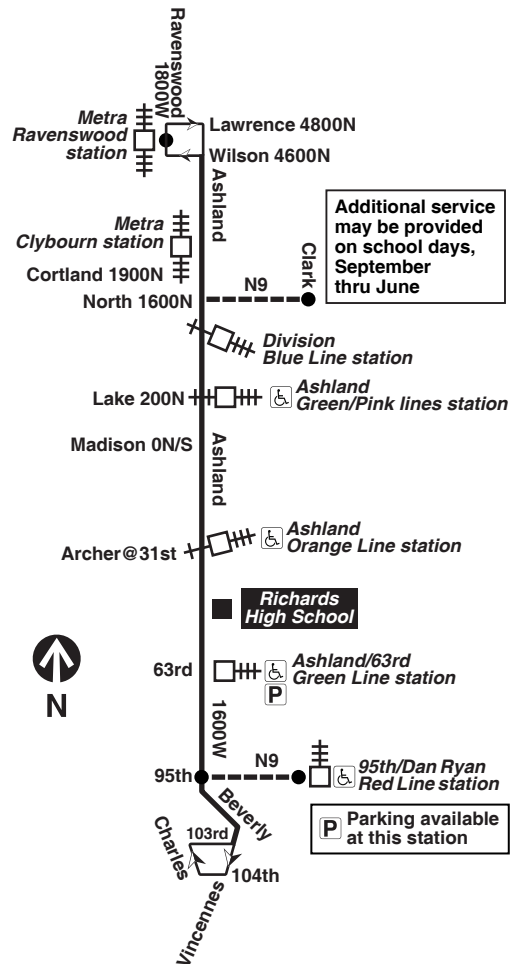 Ravenswood
1800W
Metra
Ravenswood
station
Lawrence 4800N
Wilson 4600N
Ashland
Metra
Clybourn station
Cortland 1900N
Clark
Additional service
may be provided
on school days,
September
thru June
North 1600N
N9
Division
Blue Line station
Lake 200N
Ashland
Green/Pink lines station
Madison 0N/S
Ashland
Archer@31st
Ashland
Orange Line station
Richards
High School
N
63rd
Ashland/63rd
Green Line station
P
1600W
95th
N9
95th/Dan Ryan
Red Line station
Beverly
P Parking available
at this station
103rd
Charles
104th
Vincennes